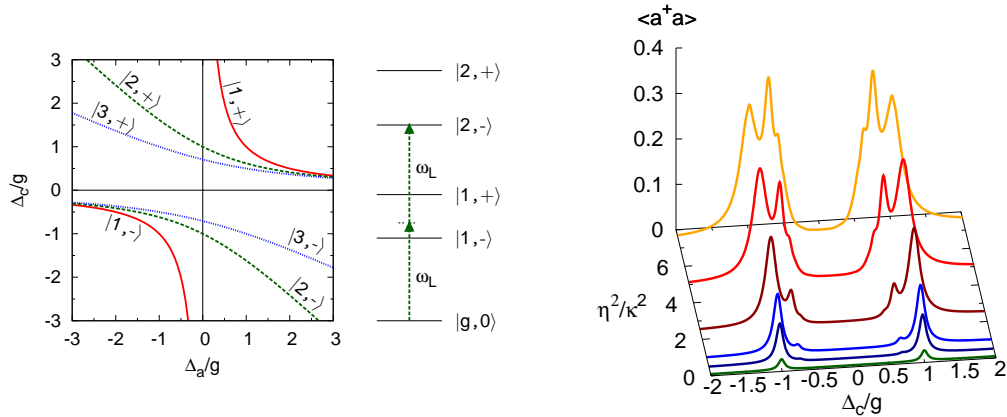 3
2
1
0
-1
-2
-3
-3 -2 -1 0 1 2 3
Δc/g
Δa/g
|2,+⟩
|1,+⟩
|3,+⟩
|1,-⟩
|3,-⟩
|2,-⟩
|2,+⟩
|2,-⟩
ωL
|1,+⟩
|1,-⟩
ωL
|g,0⟩
<a+a>
0.4
0.3
0.2
0.1
0
6
4
2
0
η2/κ2
-2 -1.5 -1 -0.5 0 0.5 1 1.5 2
Δc/g